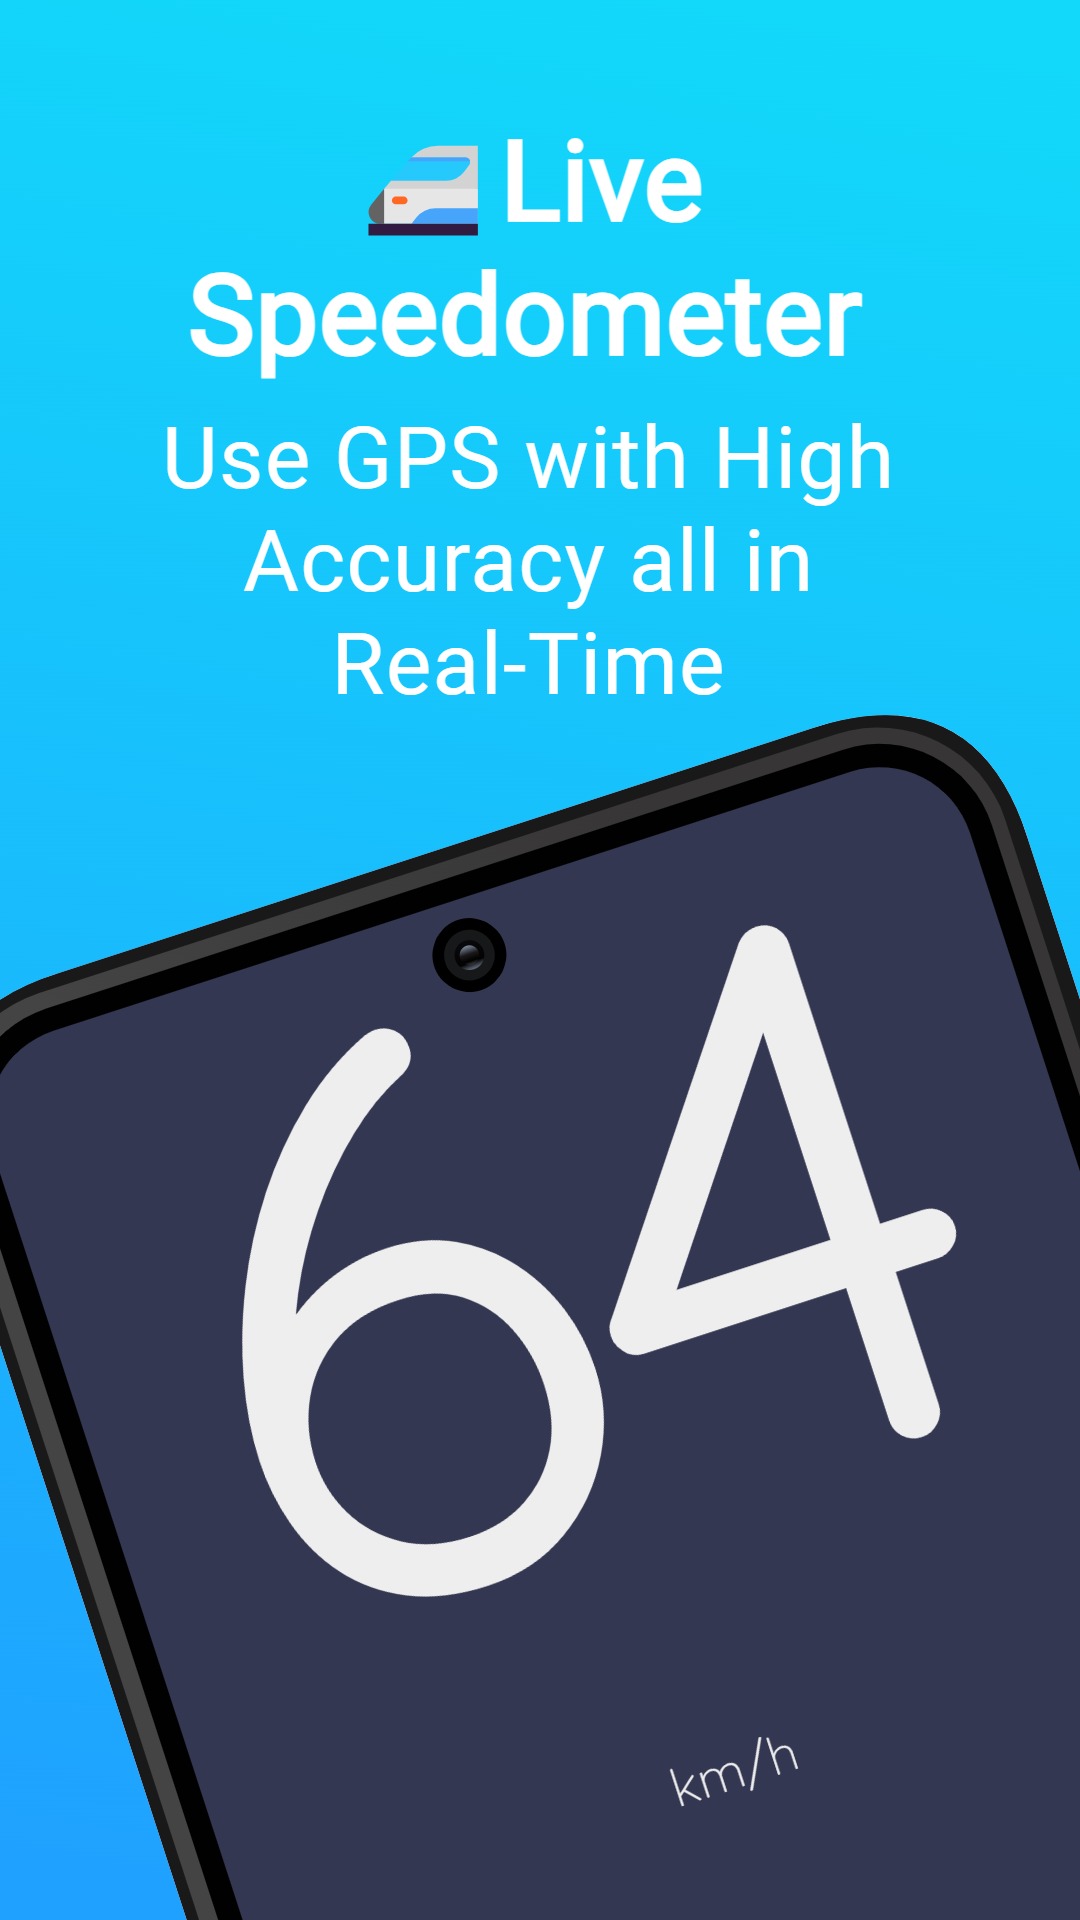 Live
Speedometer
Use GPS with High
Accuracy all in
Real-Time
64
km/h